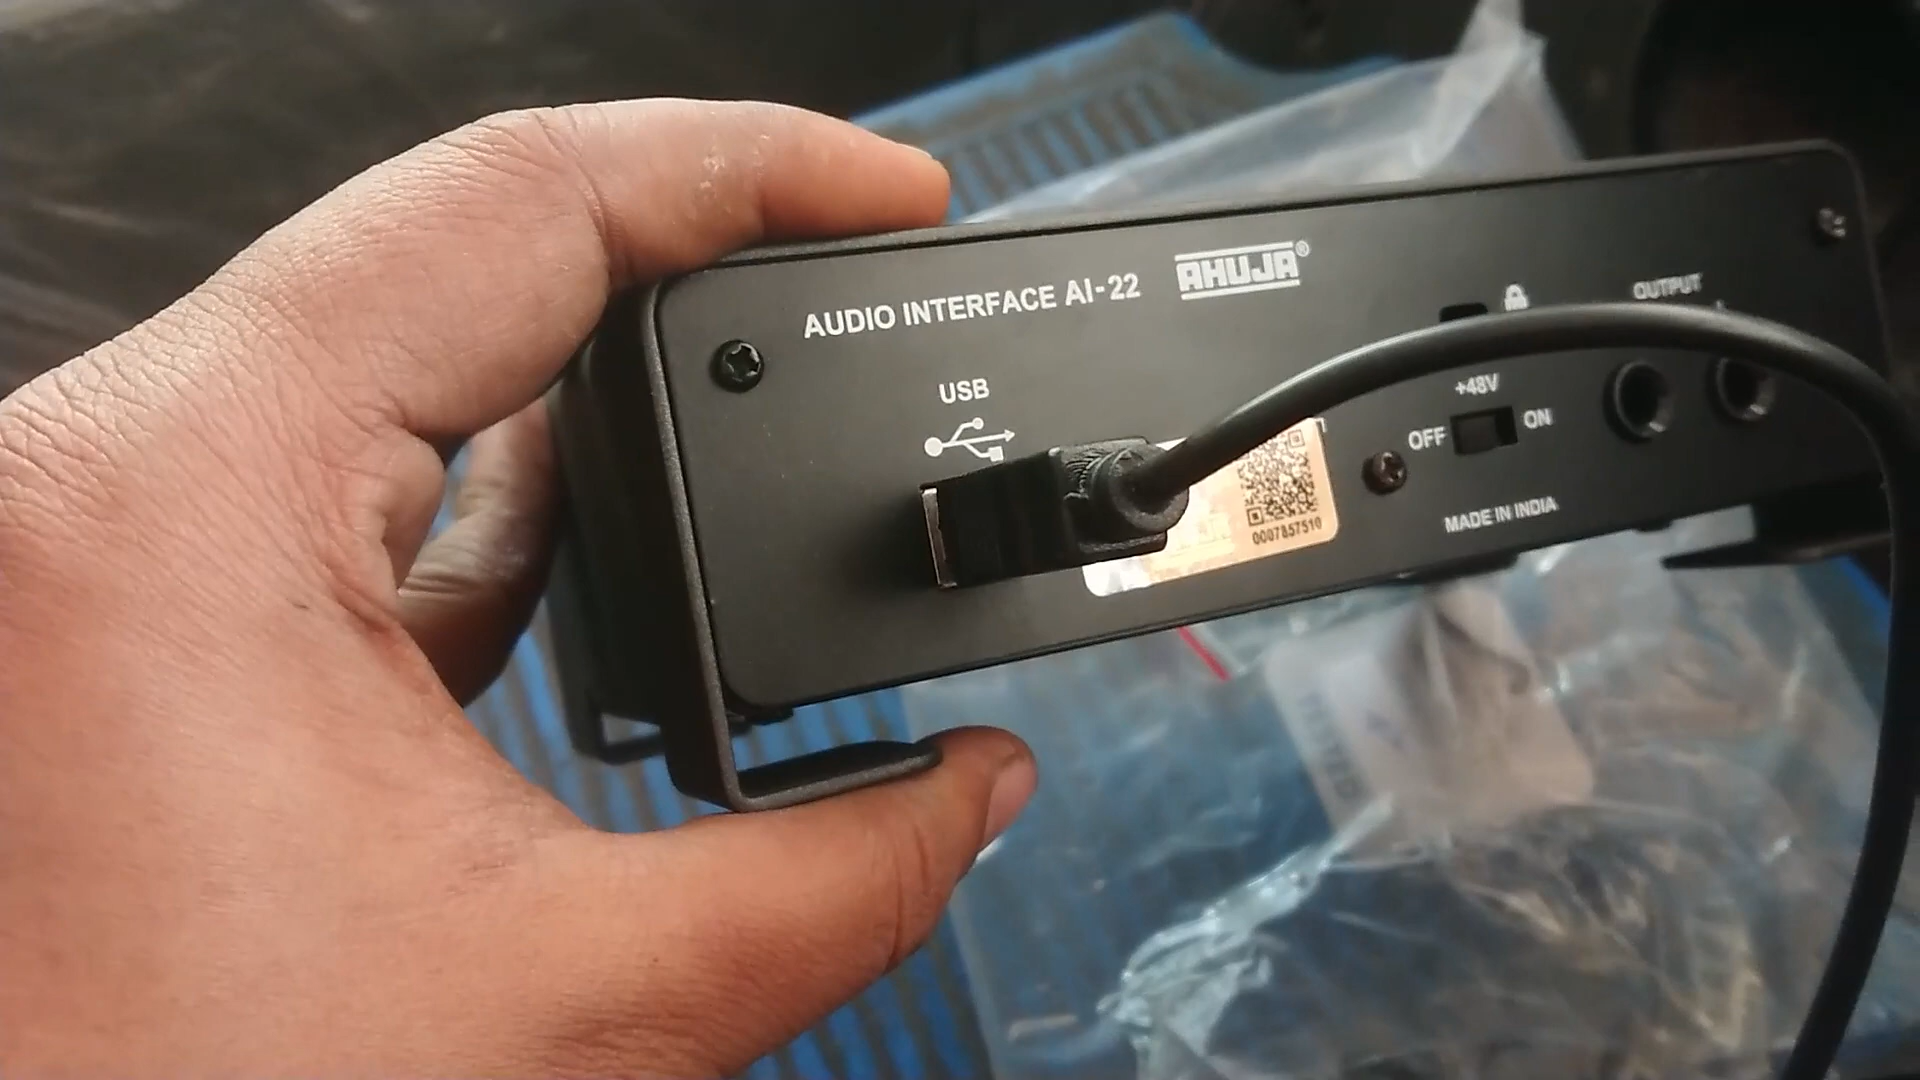 AUDIO INTERFACE AI-22 AHUJA®
OUTPUT
USB
+48V
OFF ON
0007857510
MADE IN INDIA